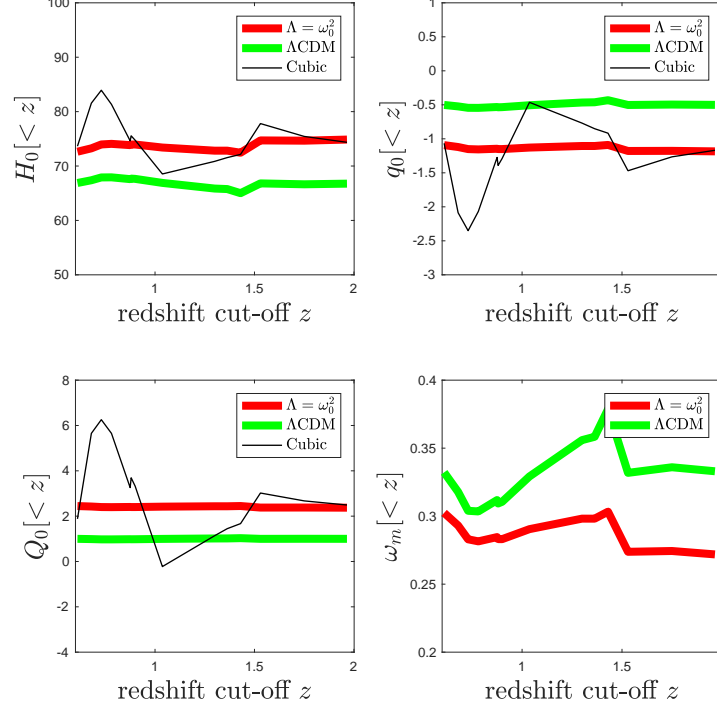 100
90
80
70
60
50
H₀[< z]
Λ = ω₀²
ΛCDM
Cubic
1
1.5
2
redshift cut-off z
1
0.5
0
-0.5
-1
-1.5
-2
-2.5
-3
q₀[< z]
Λ = ω₀²
ΛCDM
Cubic
1
1.5
redshift cut-off z
8
6
4
2
0
-2
-4
Q₀[< z]
Λ = ω₀²
ΛCDM
Cubic
1
1.5
2
redshift cut-off z
0.4
0.35
0.3
0.25
0.2
ωₘ[< z]
Λ = ω₀²
ΛCDM
1
1.5
redshift cut-off z